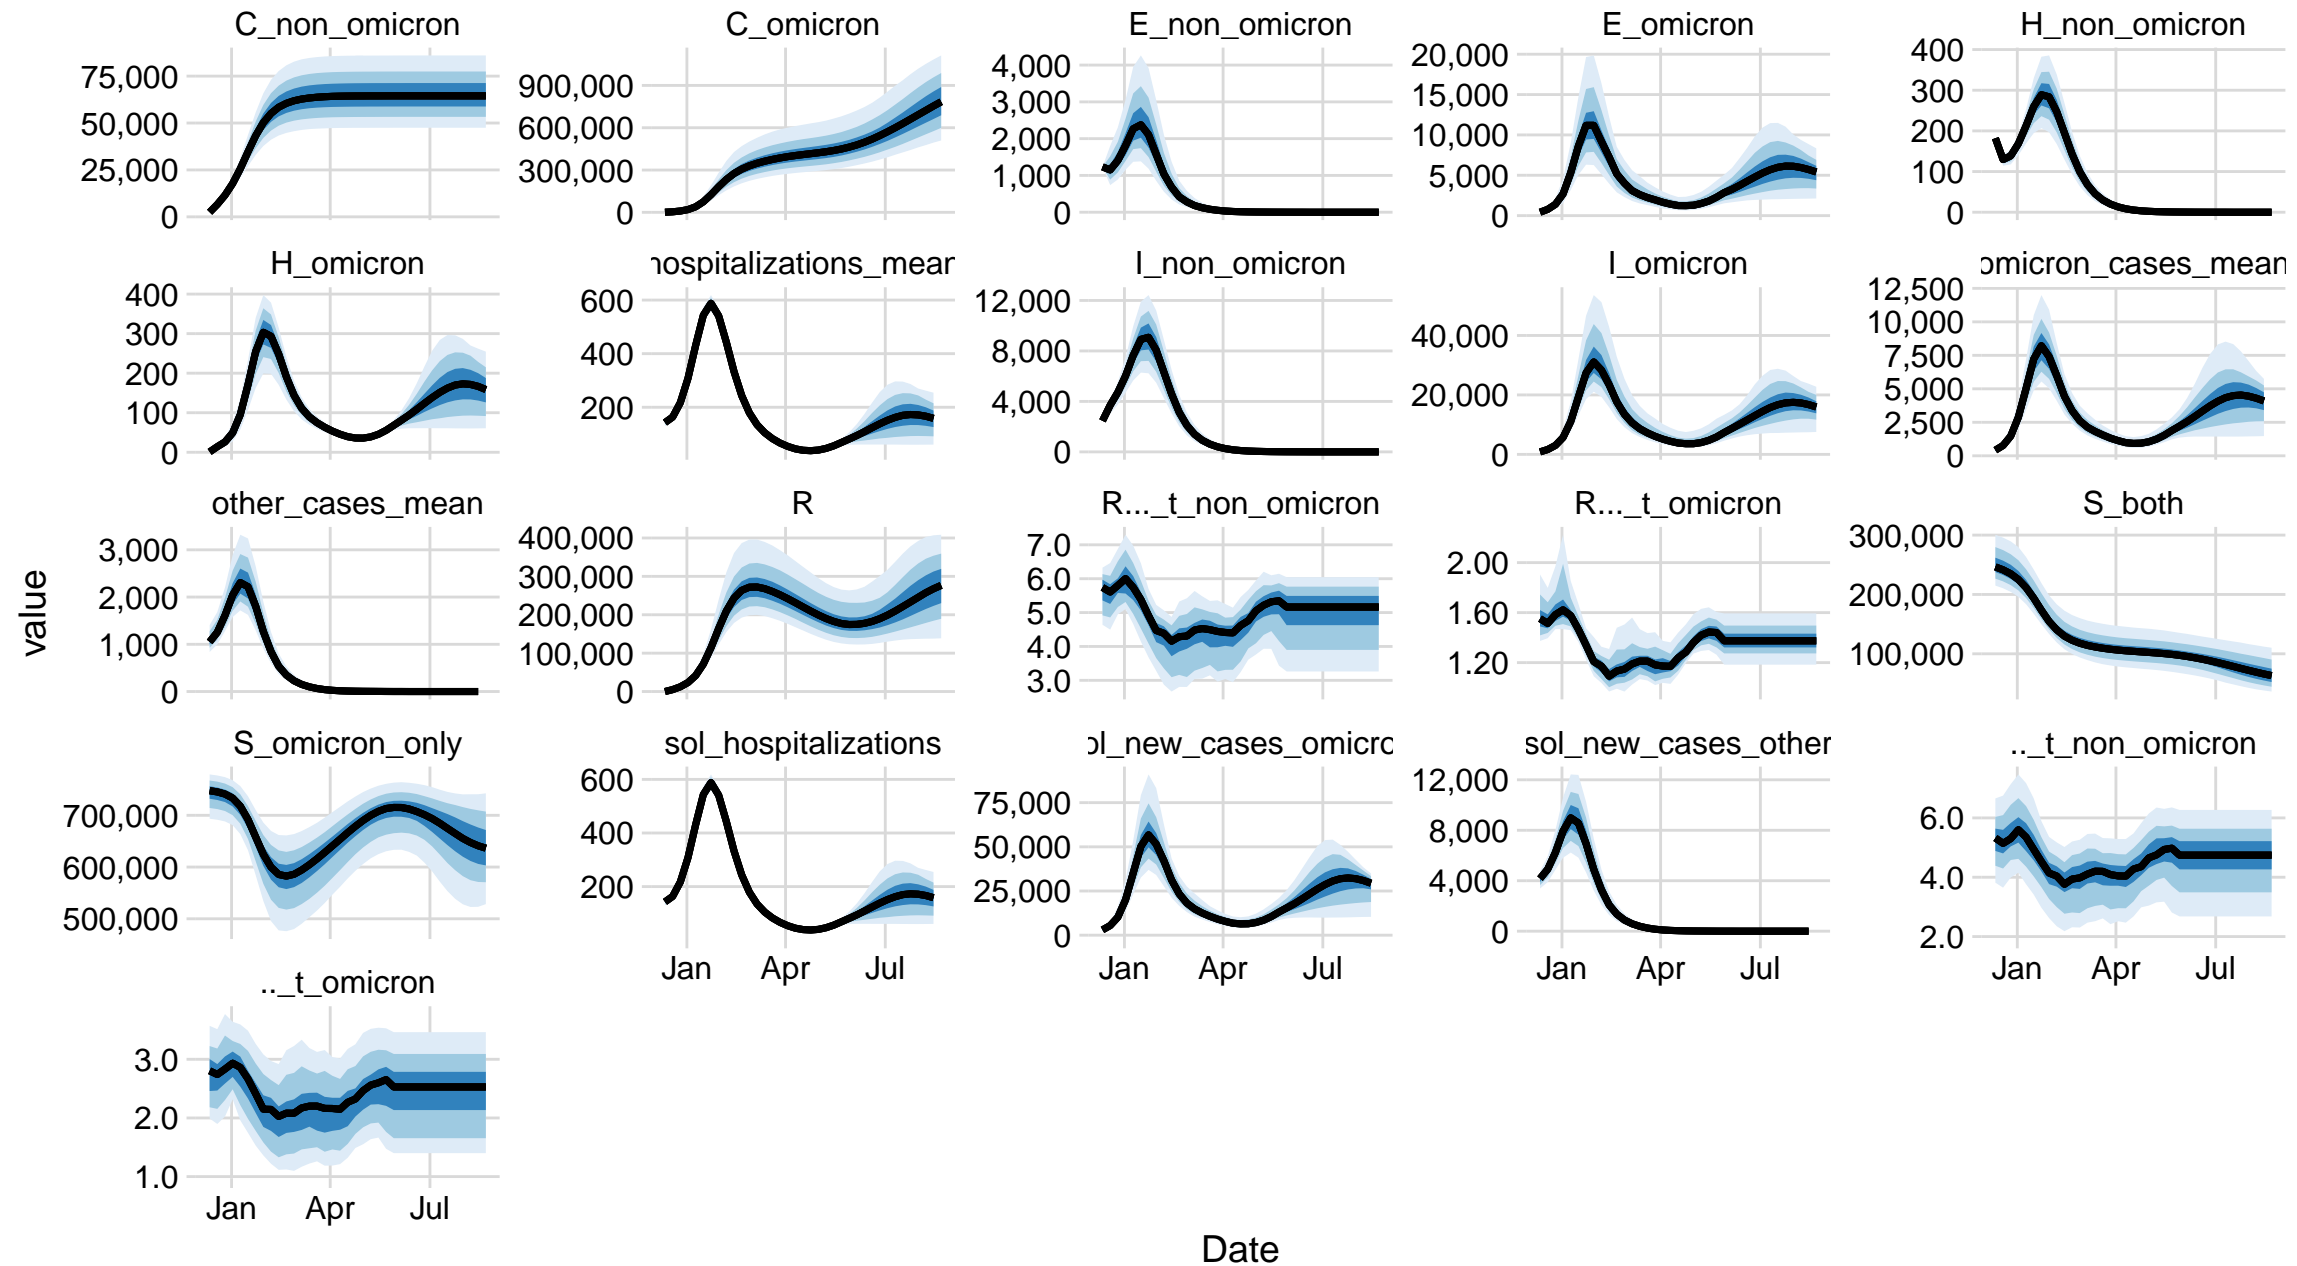 C_non_omicron C_omicron E_non_omicron E_omicron H_non_omicron
75,000 50,000 25,000 0
900,000 600,000 300,000 0
4,000 3,000 2,000 1,000 0
20,000 15,000 10,000 5,000 0
400 300 200 100 0
H_omicron hospitalizations_mean I_non_omicron I_omicron omicron_cases_mean
400 300 200 100 0
600 400 200
12,000 8,000 4,000 0
40,000 20,000 0
12,500 10,000 7,500 5,000 2,500 0
other_cases_mean R R..._t_non_omicron R..._t_omicron S_both
3,000 2,000 1,000 0
400,000 300,000 200,000 100,000 0
7.0 6.0 5.0 4.0 3.0
2.00 1.60 1.20
300,000 200,000 100,000
S_omicron_only sol_hospitalizations ol_new_cases_omicro sol_new_cases_other .._t_non_omicron
700,000 600,000 500,000
600 400 200
75,000 50,000 25,000 0
12,000 8,000 4,000 0
6.0 4.0 2.0
Jan Apr Jul Jan Apr Jul Jan Apr Jul Jan Apr Jul
.._t_omicron
3.0 2.0 1.0
Jan Apr Jul
value
Date